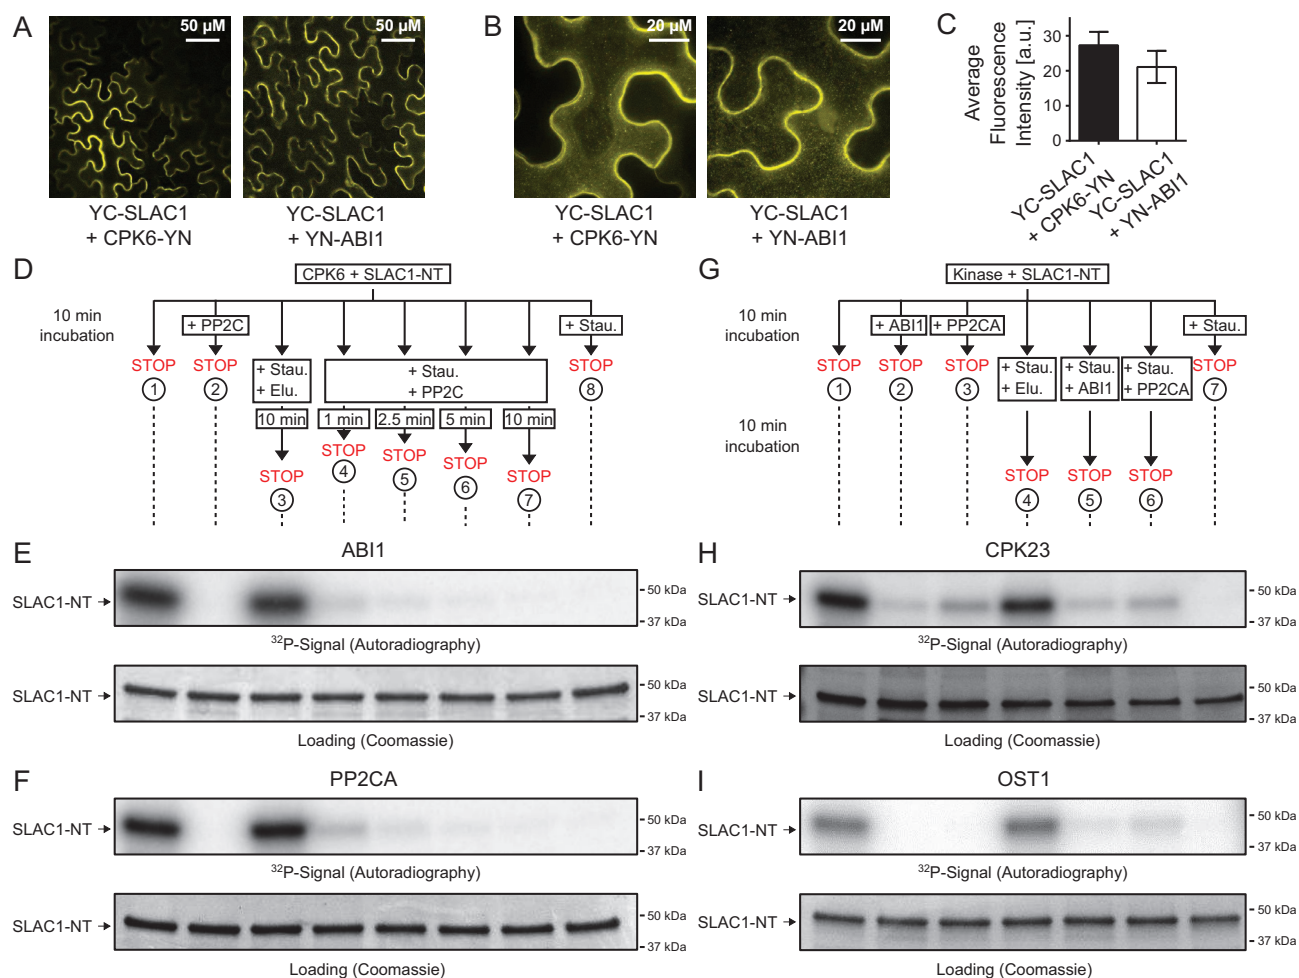 A
50 µM
50 µM
YC-SLAC1
+ CPK6-YN
YC-SLAC1
+ YN-ABI1
B
20 µM
20 µM
YC-SLAC1
+ CPK6-YN
YC-SLAC1
+ YN-ABI1
C
Average
Fluorescence
Intensity [a.u.]
30
20
10
0
YC-SLAC1
+ CPK6-YN
YC-SLAC1
+ YN-ABI1
D
CPK6 + SLAC1-NT
10 min
incubation
+ PP2C
+ Stau.
STOP
1
STOP
2
+ Stau.
+ Elu.
+ Stau.
+ PP2C
STOP
8
10 min
1 min
2.5 min
5 min
10 min
STOP
3
STOP
4
STOP
5
STOP
6
STOP
7
E
ABI1
SLAC1-NT
50 kDa
37 kDa
32P-Signal (Autoradiography)
SLAC1-NT
50 kDa
37 kDa
Loading (Coomassie)
F
PP2CA
SLAC1-NT
50 kDa
37 kDa
32P-Signal (Autoradiography)
SLAC1-NT
50 kDa
37 kDa
Loading (Coomassie)
G
Kinase + SLAC1-NT
10 min
incubation
+ ABI1
+ PP2CA
+ Stau.
STOP
1
STOP
2
STOP
3
+ Stau.
+ Elu.
+ Stau.
+ ABI1
+ Stau.
+ PP2CA
STOP
7
10 min
incubation
STOP
4
STOP
5
STOP
6
H
CPK23
SLAC1-NT
50 kDa
37 kDa
32P-Signal (Autoradiography)
SLAC1-NT
50 kDa
37 kDa
Loading (Coomassie)
I
OST1
SLAC1-NT
50 kDa
37 kDa
32P-Signal (Autoradiography)
SLAC1-NT
50 kDa
37 kDa
Loading (Coomassie)